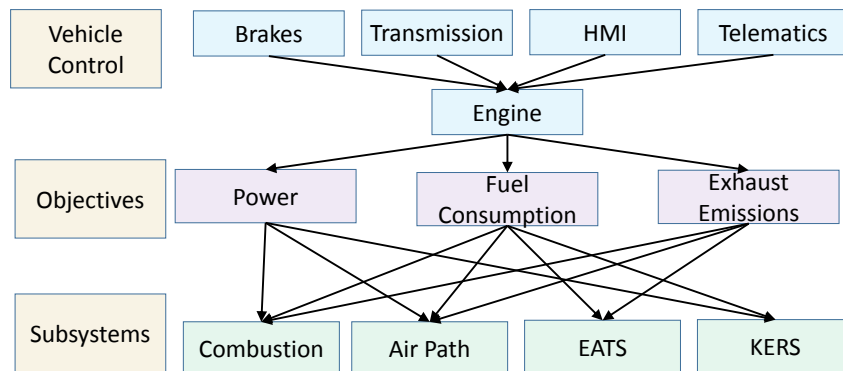 Vehicle
Control
Brakes
Transmission
HMI
Telematics
Engine
Objectives
Power
Fuel
Consumption
Exhaust
Emissions
Subsystems
Combustion
Air Path
EATS
KERS